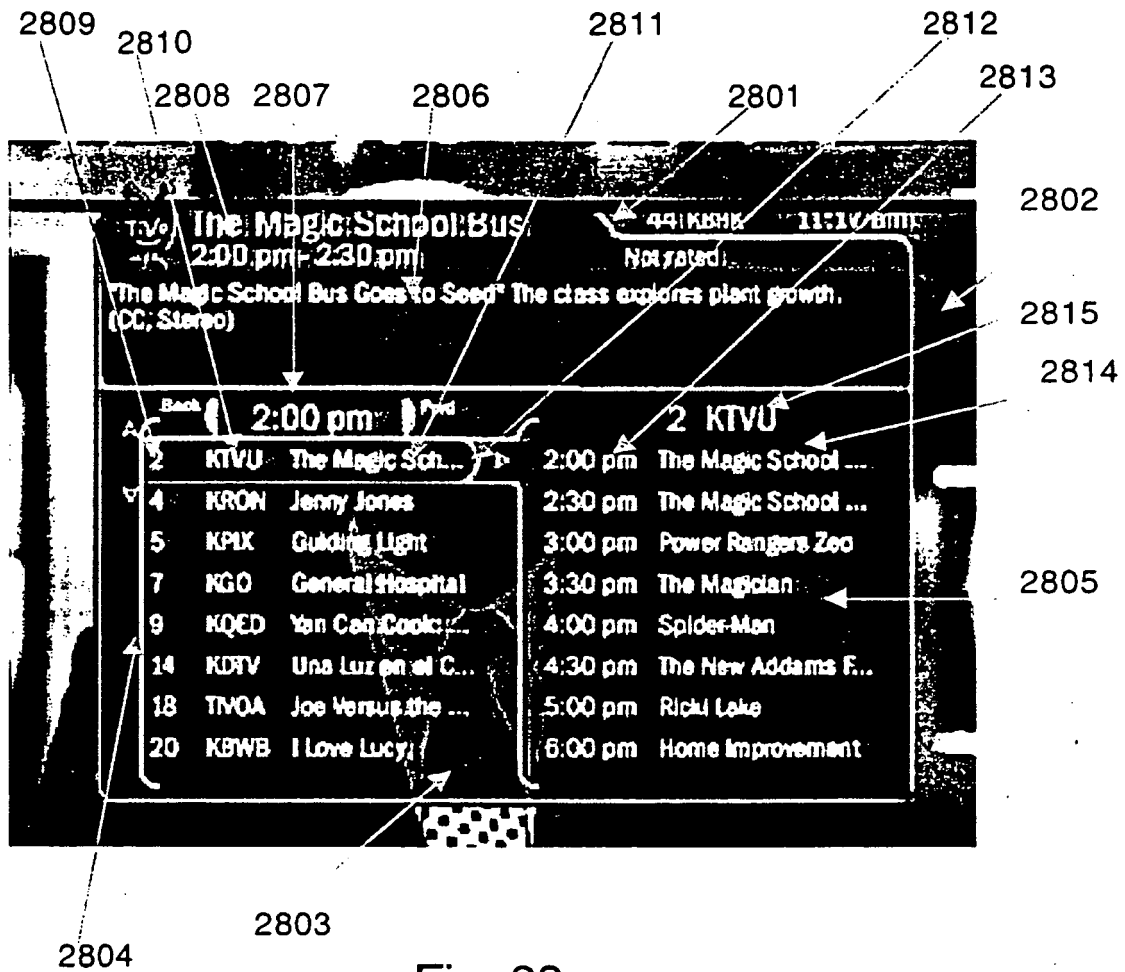 2809 2810 2811 2812
2808 2807 2806 2801 2813
TiVo The Magic School Bus 44 KBHK
2:00 pm - 2:30 pm Not rated
2802
"The Magic School Bus Goes to Seed" The class explores plant growth.
(CC, Stereo)
2815
2814
Back 2:00 pm Fwd 2 KTVU
2 KTVU The Magic Sch... 2:00 pm The Magic School ...
4 KRON Jenny Jones 2:30 pm The Magic School ...
5 KPIX Guiding Light 3:00 pm Power Rangers Zeo
7 KGO General Hospital 3:30 pm The Magician
2805
9 KQED Yan Can Cook: ... 4:00 pm Spider-Man
14 KDTV Una Luz en el C... 4:30 pm The New Addams F...
18 TIVOA Joe Versus the ... 5:00 pm Ricki Lake
20 KBWB I Love Lucy 6:00 pm Home Improvement
2803
2804